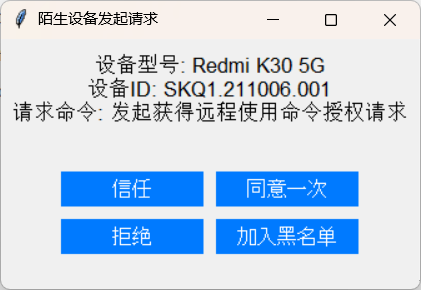 陌生设备发起请求
设备型号: Redmi K30 5G
设备ID: SKQ1.211006.001
请求命令: 发起获得远程使用命令授权请求
信任 同意一次
拒绝 加入黑名单